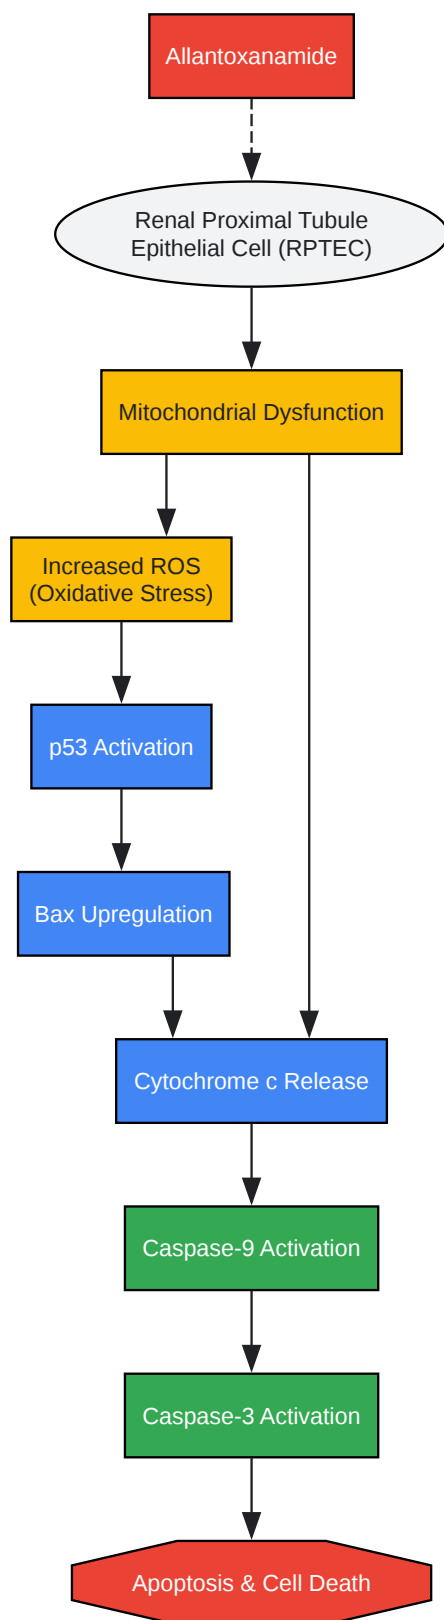 Allantoxanamide
Renal Proximal Tubule
Epithelial Cell (RPTEC)
Mitochondrial Dysfunction
Increased ROS
(Oxidative Stress)
p53 Activation
Bax Upregulation
Cytochrome c Release
Caspase-9 Activation
Caspase-3 Activation
Apoptosis & Cell Death